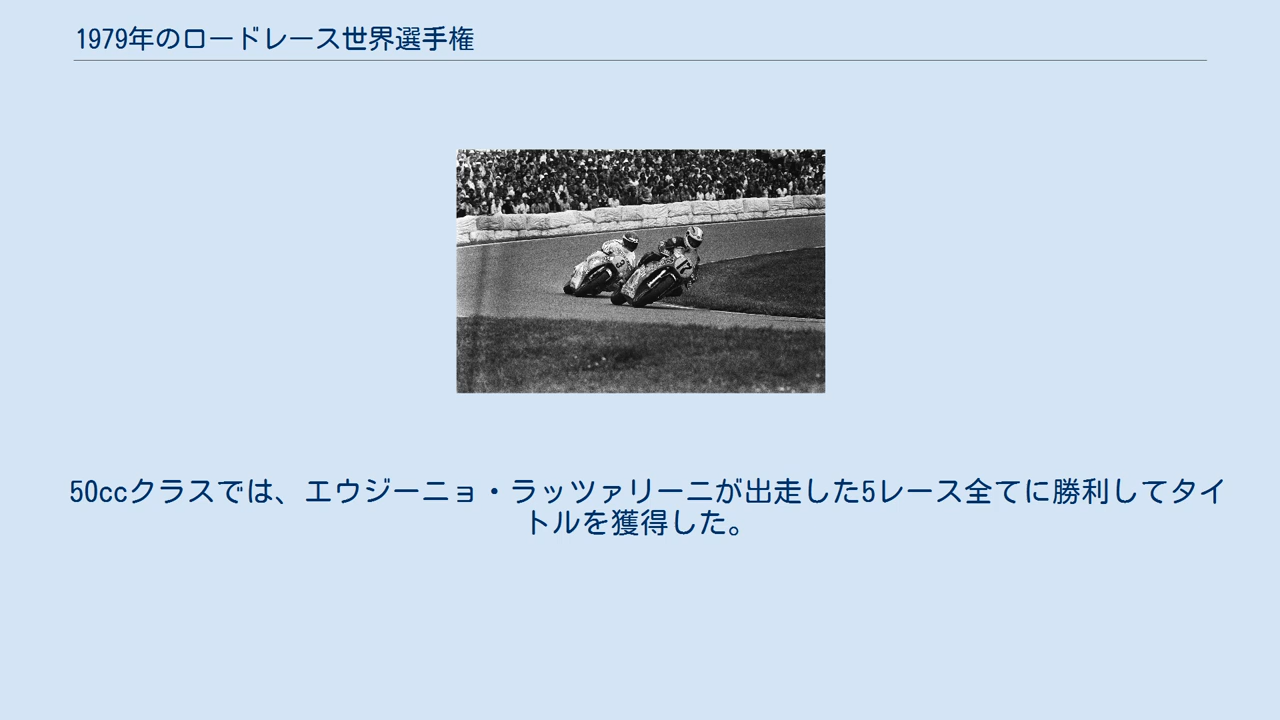 1979年のロードレース世界選手権
3
12
50ccクラスでは、エウジーニョ・ラッツァリーニが出走した5レース全てに勝利してタイ
トルを獲得した。